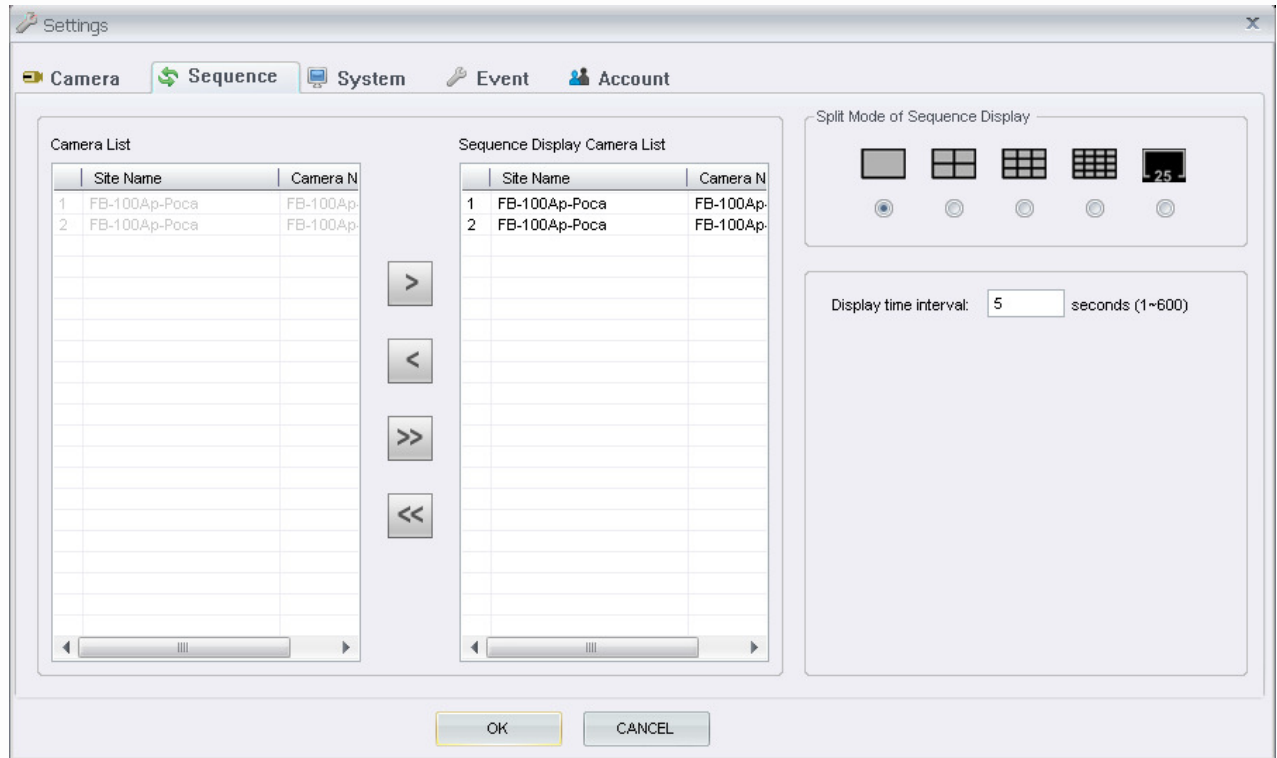 Settings
Camera Sequence System Event Account
Camera List
Site Name Camera N
1 FB-100Ap-Poca FB-100Ap-
2 FB-100Ap-Poca FB-100Ap-
>
<
>>
<<
Sequence Display Camera List
Site Name Camera N
1 FB-100Ap-Poca FB-100Ap-
2 FB-100Ap-Poca FB-100Ap-
Split Mode of Sequence Display
25
Display time interval: 5 seconds (1~600)
OK CANCEL